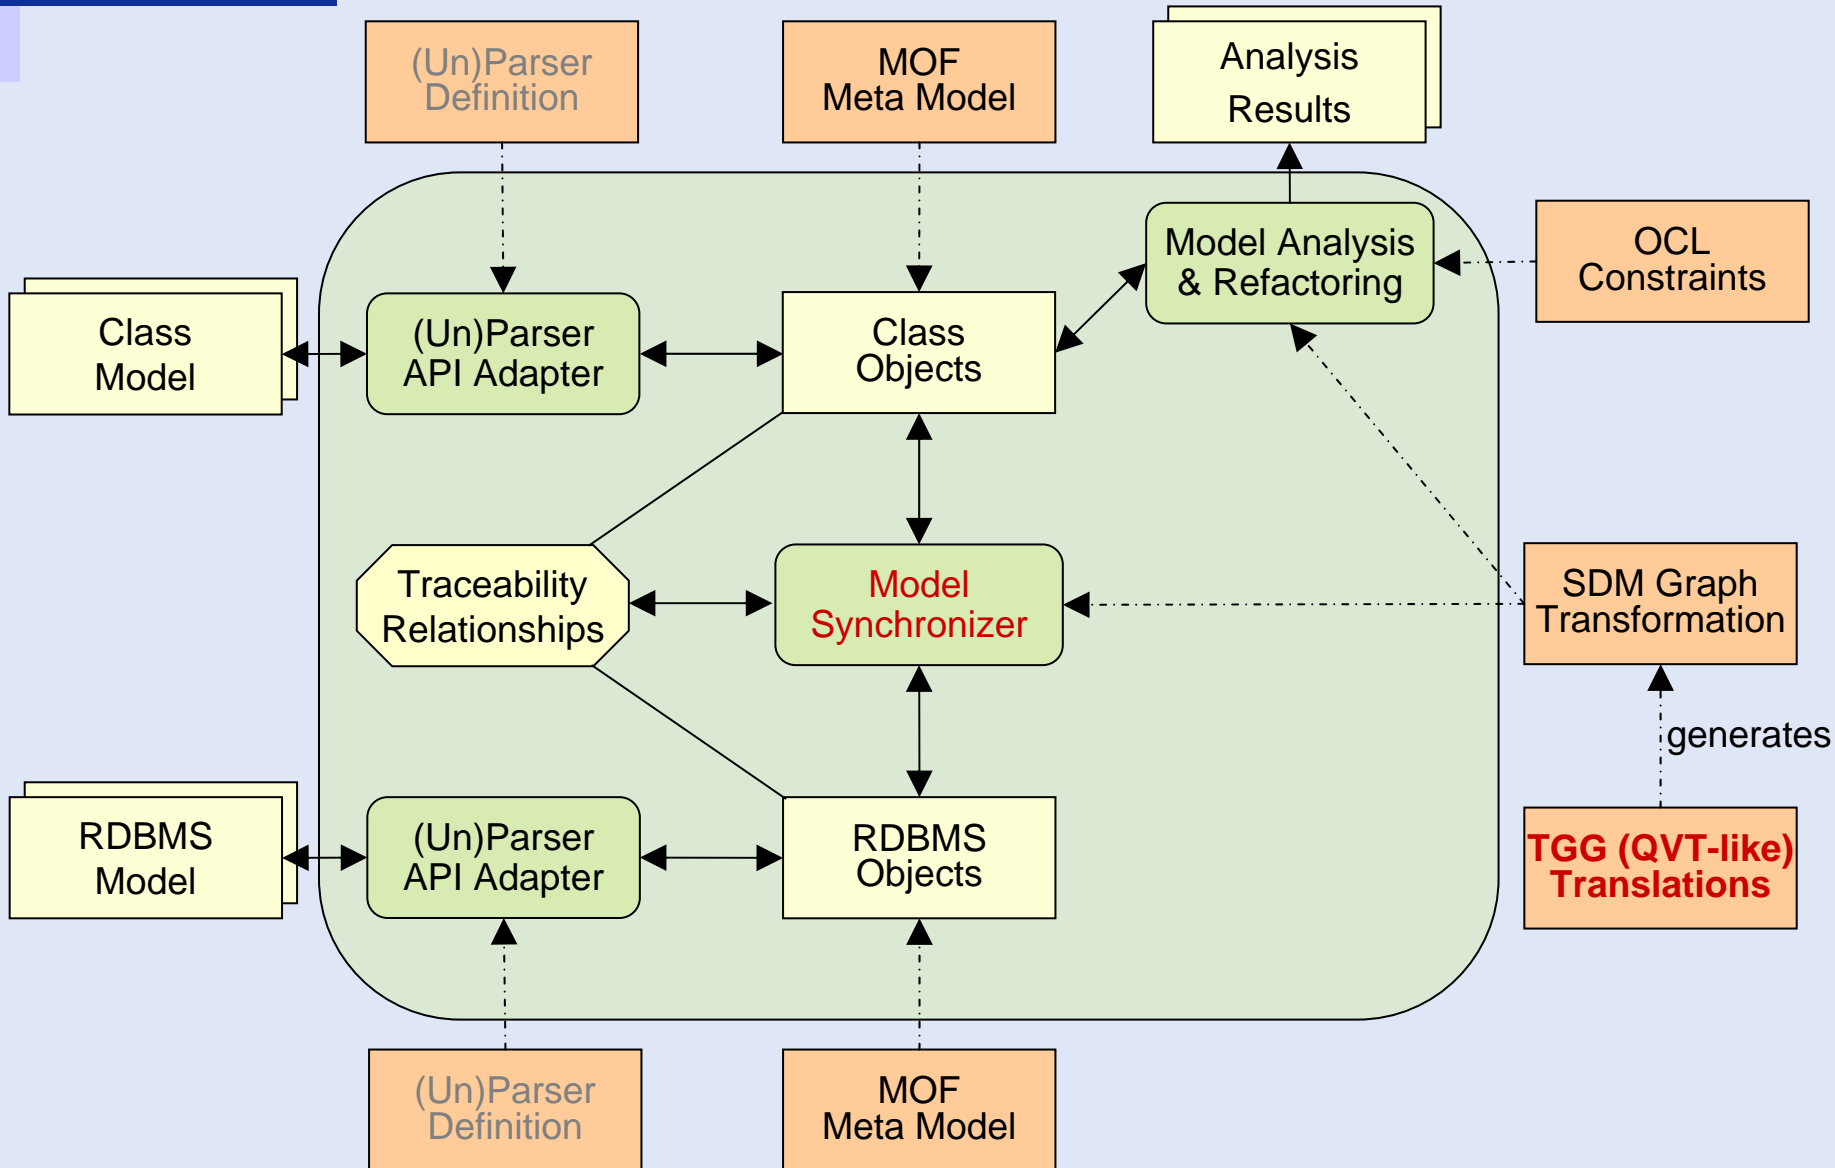 (Un)Parser
Definition
MOF
Meta Model
Analysis
Results
Model Analysis
& Refactoring
OCL
Constraints
Class
Model
(Un)Parser
API Adapter
Class
Objects
Traceability
Relationships
Model
Synchronizer
SDM Graph
Transformation
generates
RDBMS
Model
(Un)Parser
API Adapter
RDBMS
Objects
TGG (QVT-like)
Translations
(Un)Parser
Definition
MOF
Meta Model